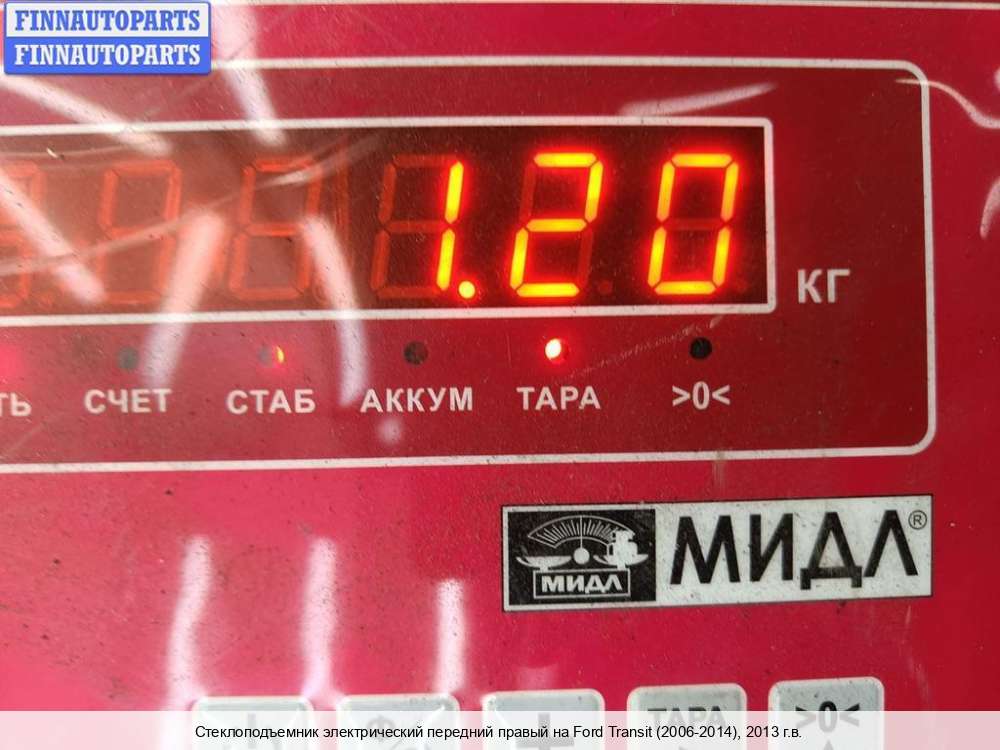 FINNAUTOPARTS
FINNAUTOPARTS
1.20
КГ
СЧЕТ СТАБ АККУМ ТАРА >0<
МИДЛ МИДЛ®
ТАРА >0<
Стеклоподъемник электрический передний правый на Ford Transit (2006-2014), 2013 г.в.